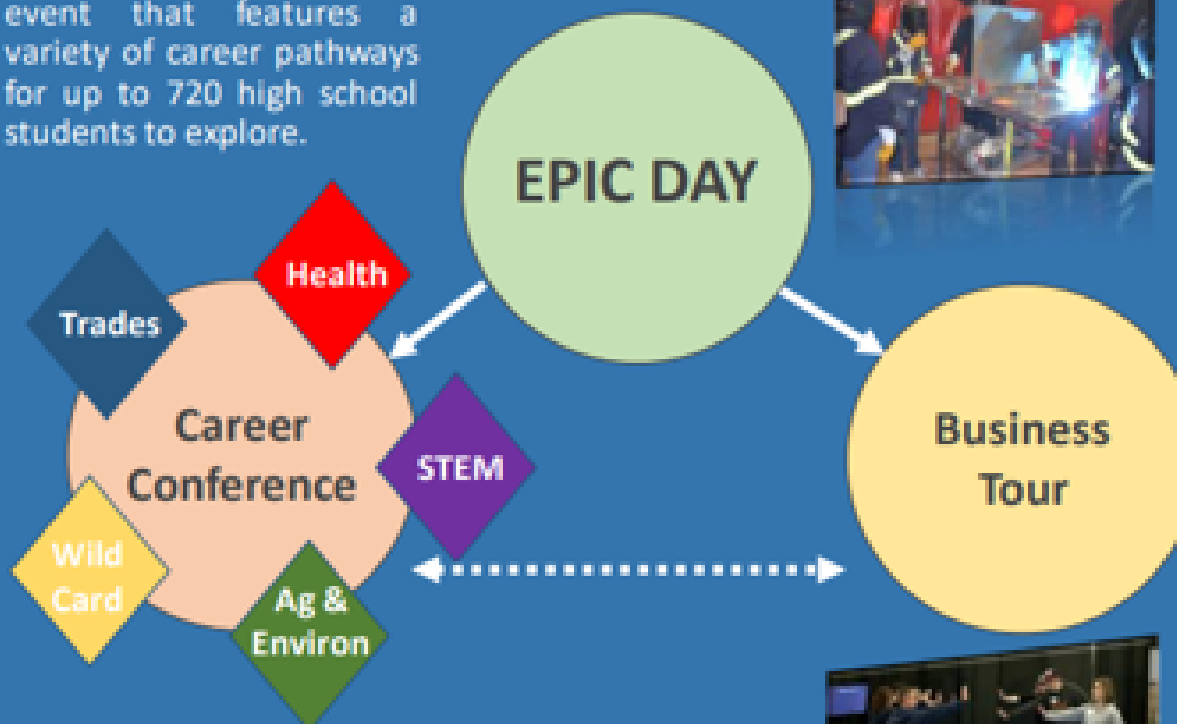 event that features a
variety of career pathways
for up to 720 high school
students to explore.
EPIC DAY
Health
Trades
Career
Conference
STEM
Business
Tour
Wild
Card
Ag &
Environ